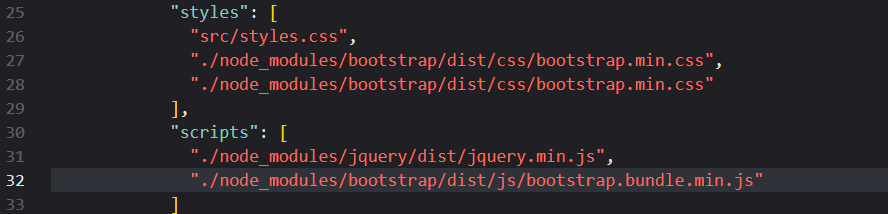 25 "styles": [
26 "src/styles.css",
27 "./node_modules/bootstrap/dist/css/bootstrap.min.css",
28 "./node_modules/bootstrap/dist/css/bootstrap.min.css"
29 ],
30 "scripts": [
31 "./node_modules/jquery/dist/jquery.min.js",
32 "./node_modules/bootstrap/dist/js/bootstrap.bundle.min.js"
33 ]